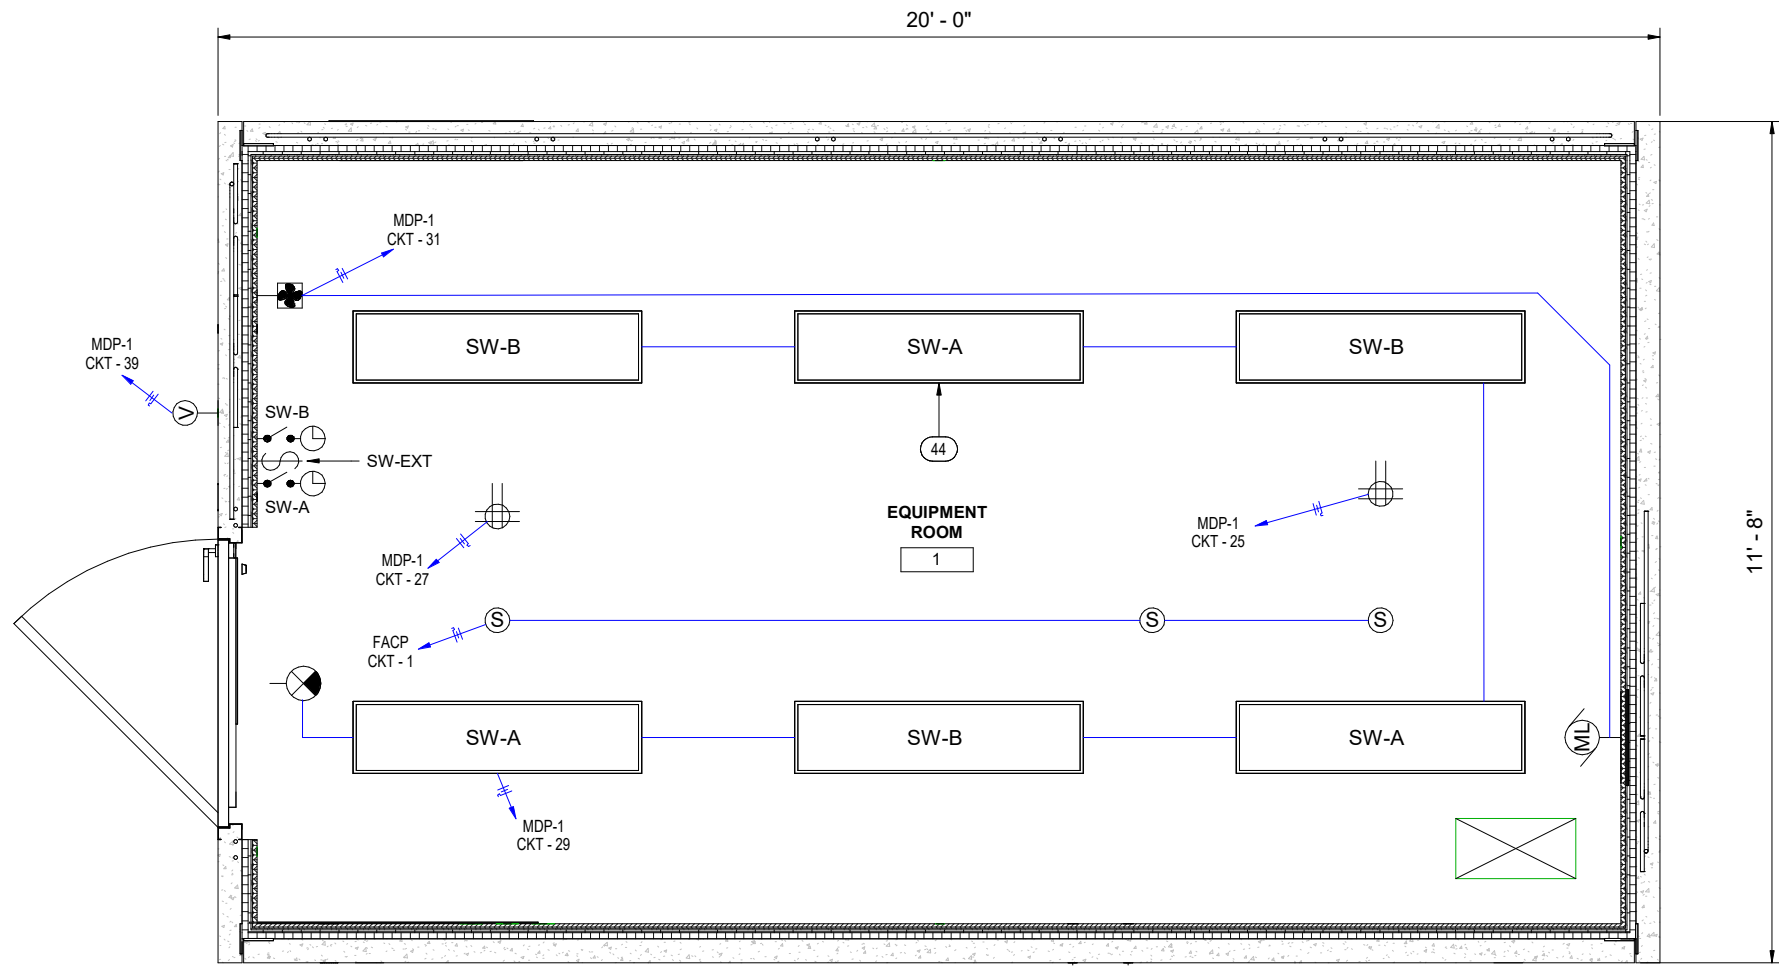 20' - 0"
MDP-1
CKT - 31
SW-B
SW-A
SW-B
MDP-1
CKT - 39
V
SW-B
SW-EXT
SW-A
44
EQUIPMENT
ROOM
1
MDP-1
CKT - 27
MDP-1
CKT - 25
11' - 8"
FACP
CKT - 1
S
S
S
SW-A
SW-B
SW-A
ML
MDP-1
CKT - 29